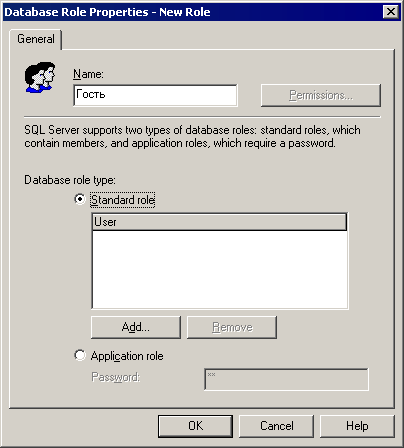 Database Role Properties - New Role
General
Name:
Гость
Permissions...
SQL Server supports two types of database roles: standard roles, which
contain members, and application roles, which require a password.
Database role type:
Standard role
User
Add...
Remove
Application role
Password:
**
OK
Cancel
Help